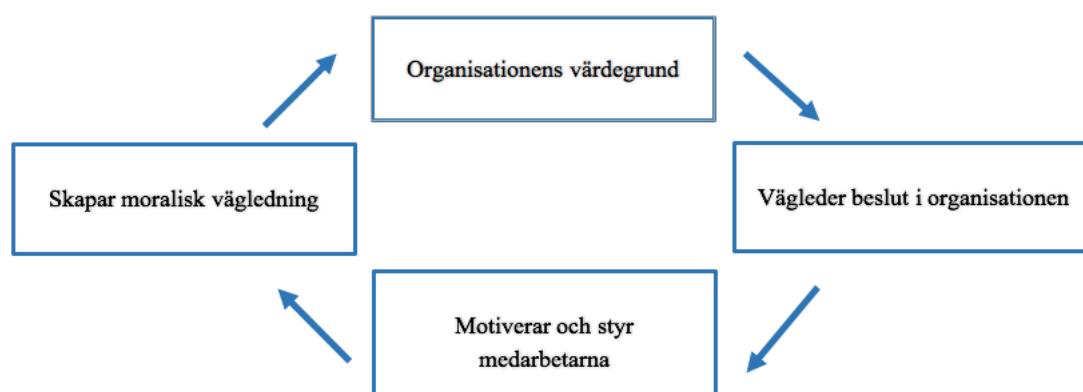 Organisationens värdegrund
Skapar moralisk vägledning
Vägleder beslut i organisationen
Motiverar och styr
medarbetarna